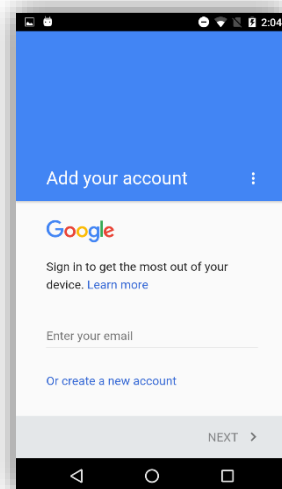 2:04
Add your account
Google
Sign in to get the most out of your
device. Learn more
Enter your email
Or create a new account
NEXT